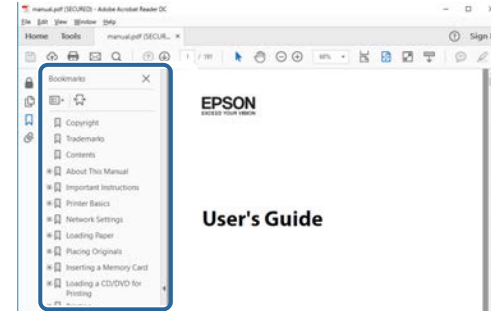 manual.pdf (SECURED) - Adobe Acrobat Reader DC
File Edit View Window Help
Home Tools manual.pdf (SECUR... ×
Sign
Bookmarks
Copyright
Trademarks
Contents
About This Manual
Important Instructions
Printer Basics
Network Settings
Loading Paper
Placing Originals
Inserting a Memory Card
Loading a CD/DVD for
Printing
EPSON
EXCEED YOUR VISION
User's Guide